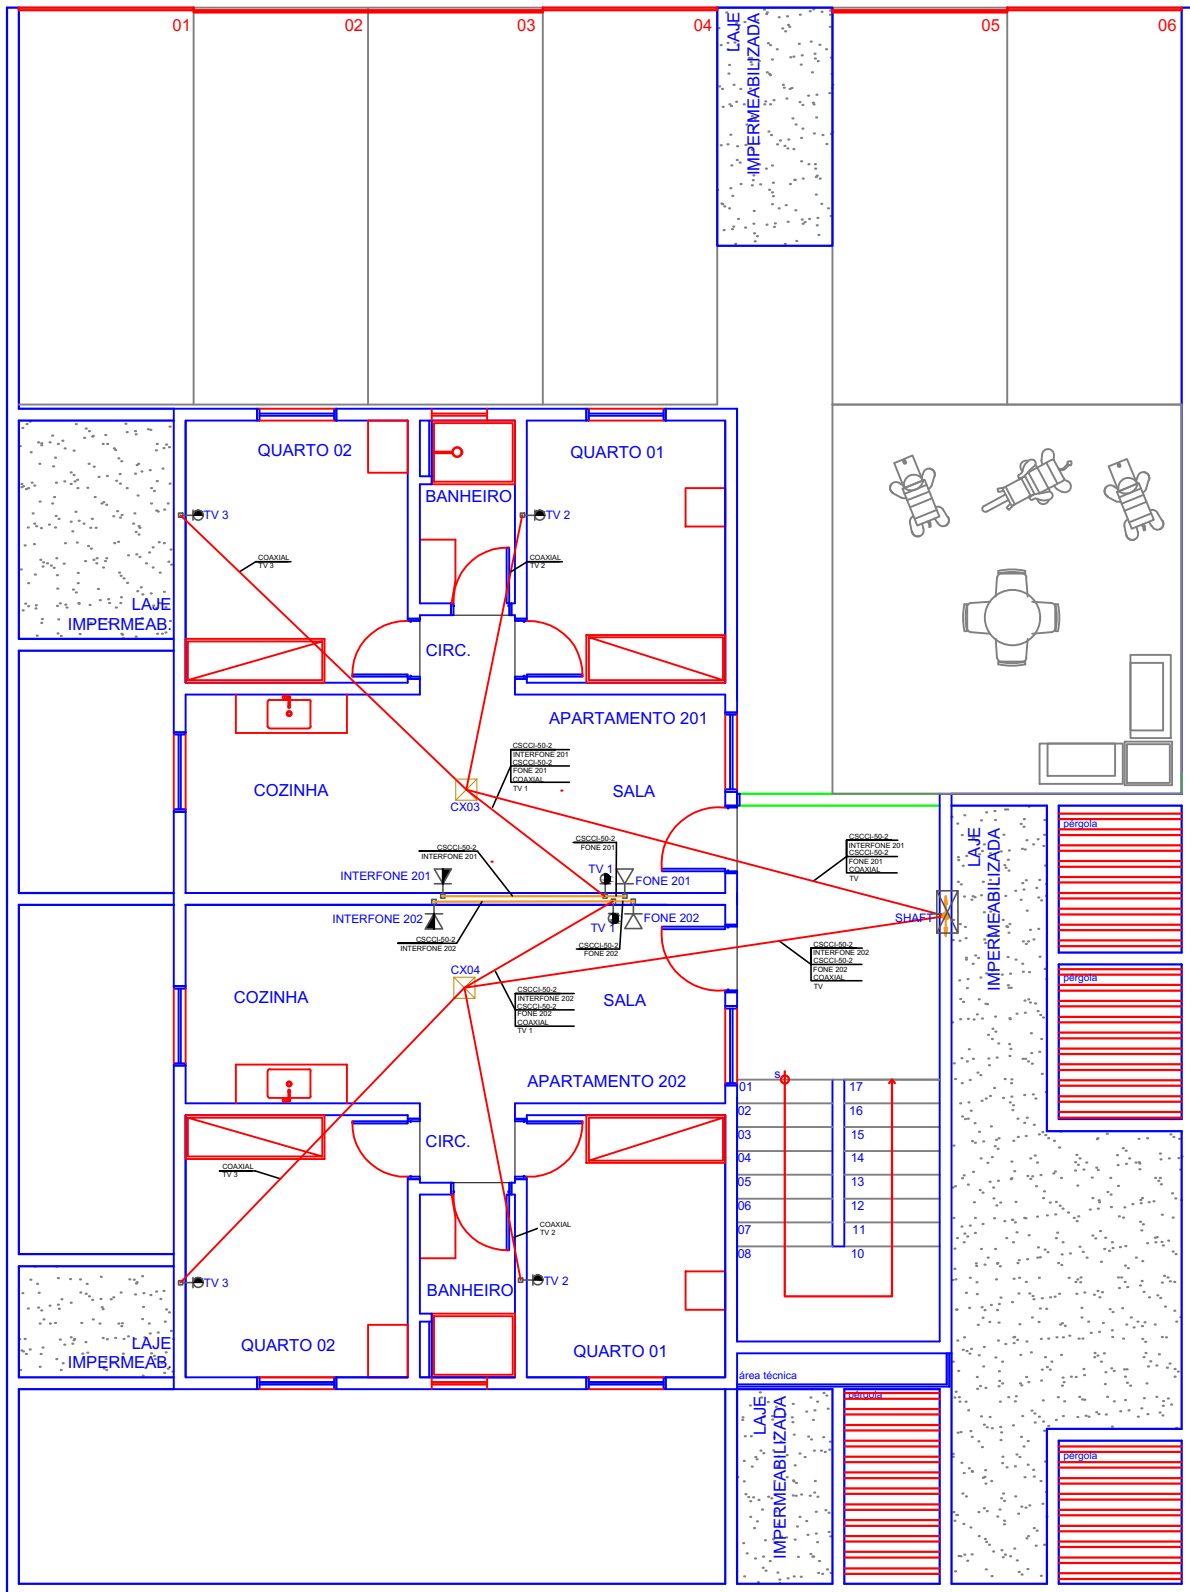 01
02
03
04
05
06
LAJE
IMPERMEABILIZADA
QUARTO 02
QUARTO 01
BANHEIRO
TV 3
TV 2
COAXIAL
TV 3
COAXIAL
TV 2
LAJE
IMPERMEAB.
CIRC.
APARTAMENTO 201
CSCCI-50-2
INTERFONE 201
CSCCI-50-2
FONE 201
COAXIAL
TV 1
COZINHA
SALA
CX03
pérgola
LAJE
IMPERMEABILIZADA
CSCCI-50-2
INTERFONE 201
CSCCI-50-2
FONE 201
COAXIAL
TV
CSCCI-50-2
FONE 201
CSCCI-50-2
INTERFONE 201
INTERFONE 201
TV 1
FONE 201
INTERFONE 202
TV 1
FONE 202
SHAFT
CSCCI-50-2
INTERFONE 202
CSCCI-50-2
FONE 202
CSCCI-50-2
INTERFONE 202
CSCCI-50-2
FONE 202
COAXIAL
TV
CX04
pérgola
COZINHA
CSCCI-50-2
INTERFONE 202
CSCCI-50-2
FONE 202
COAXIAL
TV 1
SALA
APARTAMENTO 202
S
01
17
02
16
03
15
04
14
05
13
06
12
07
11
08
10
CIRC.
COAXIAL
TV 3
COAXIAL
TV 2
TV 3
BANHEIRO
TV 2
LAJE
IMPERMEAB.
QUARTO 02
QUARTO 01
área técnica
pérgola
LAJE
IMPERMEABILIZADA
pérgola